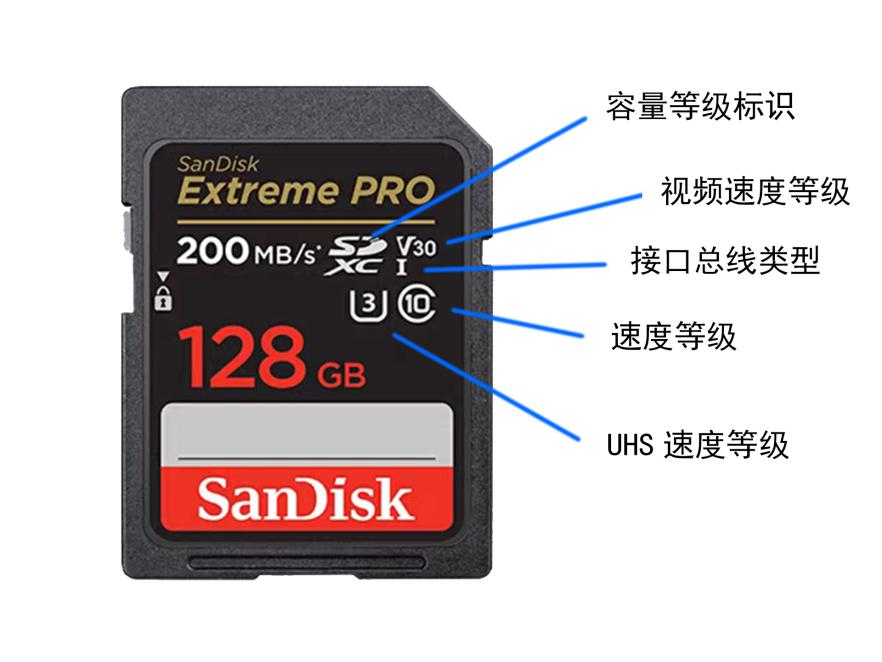 容量等级标识
SanDisk
Extreme PRO
视频速度等级
200 MB/s* SD XC V30
I
接口总线类型
3 10
速度等级
128 GB
UHS 速度等级
SanDisk